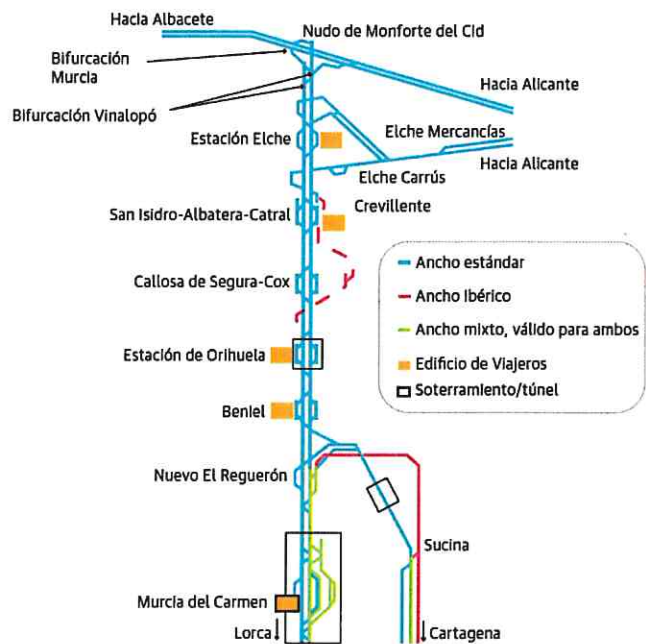 Hacia Albacete
Nudo de Monforte del Cid
Bifurcación
Murcia
Hacia Alicante
Bifurcación Vinalopó
Elche Mercancías
Estación Elche
Hacia Alicante
Elche Carrús
Crevillente
San Isidro-Albatera-Catral
Ancho estándar
Callosa de Segura-Cox
Ancho Ibérico
Ancho mixto, válido para ambos
Estación de Orihuela
Edificio de Viajeros
Soterramiento/túnel
Beniel
Nuevo El Reguerón
Sucina
Murcia del Carmen
Lorca
Cartagena